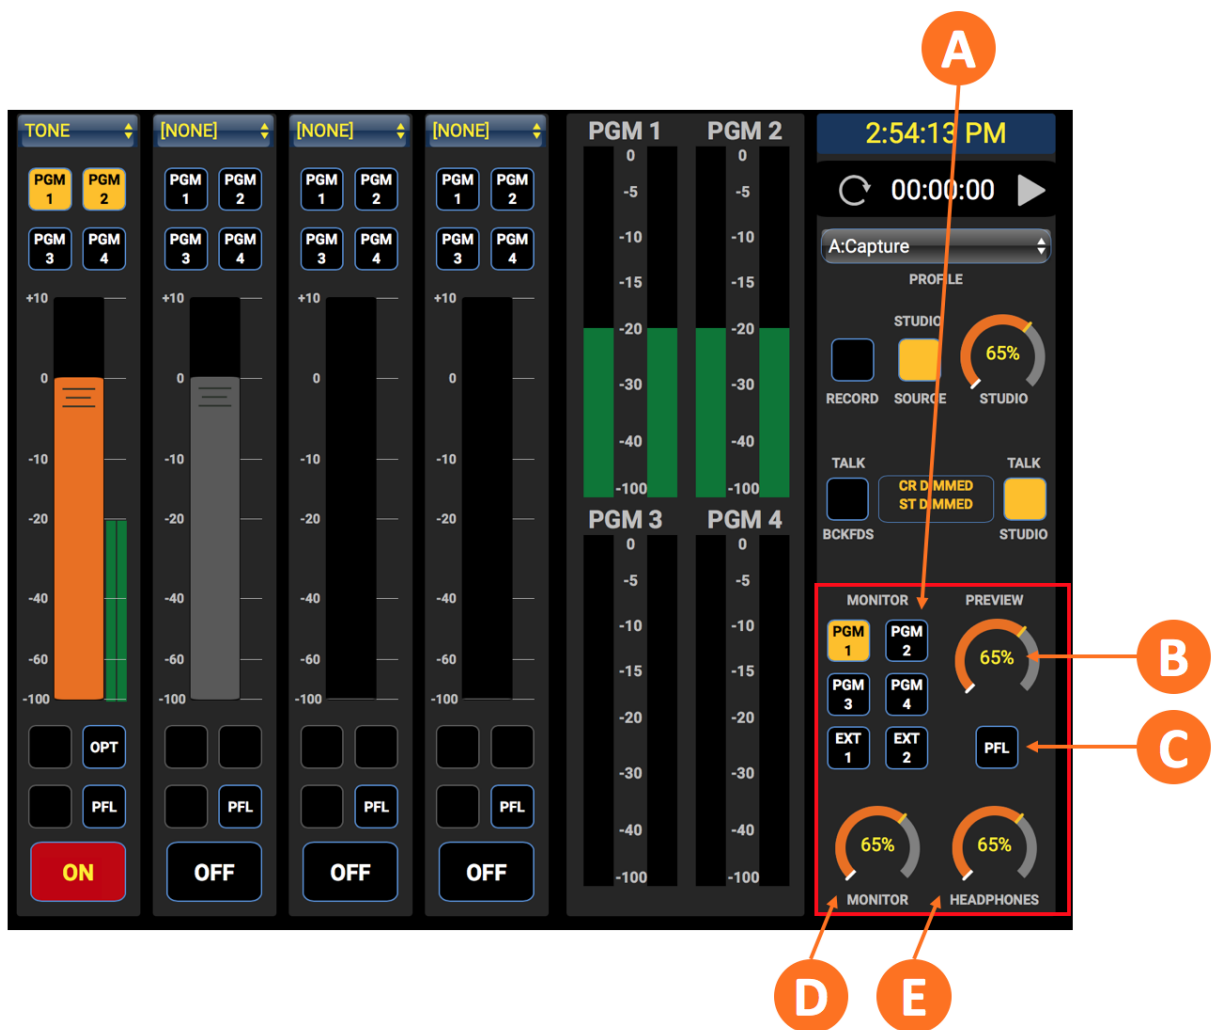 A
TONE
[NONE]
[NONE]
[NONE]
PGM 1
PGM 2
2:54:13 PM
PGM
1
PGM
2
PGM
3
PGM
4
PGM
1
PGM
2
PGM
3
PGM
4
PGM
1
PGM
2
PGM
3
PGM
4
PGM
1
PGM
2
PGM
3
PGM
4
+10
0
-10
-20
-40
-60
-100
OPT
PFL
ON
+10
0
-10
-20
-40
-60
-100
PFL
OFF
+10
0
-10
-20
-40
-60
-100
PFL
OFF
+10
0
-10
-20
-40
-60
-100
PFL
OFF
0
-5
-10
-15
-20
-30
-40
-100
0
-5
-10
-15
-20
-30
-40
-100
PGM 3
PGM 4
0
-5
-10
-15
-20
-30
-40
-100
0
-5
-10
-15
-20
-30
-40
-100
00:00:00
A:Capture
PROFILE
STUDIO
65%
RECORD
SOURCE
STUDIO
TALK
TALK
CR DIMMED
ST DIMMED
BCKFDS
STUDIO
MONITOR
PREVIEW
PGM
1
PGM
2
65%
B
PGM
3
PGM
4
EXT
1
EXT
2
PFL
C
65%
65%
MONITOR
HEADPHONES
D
E